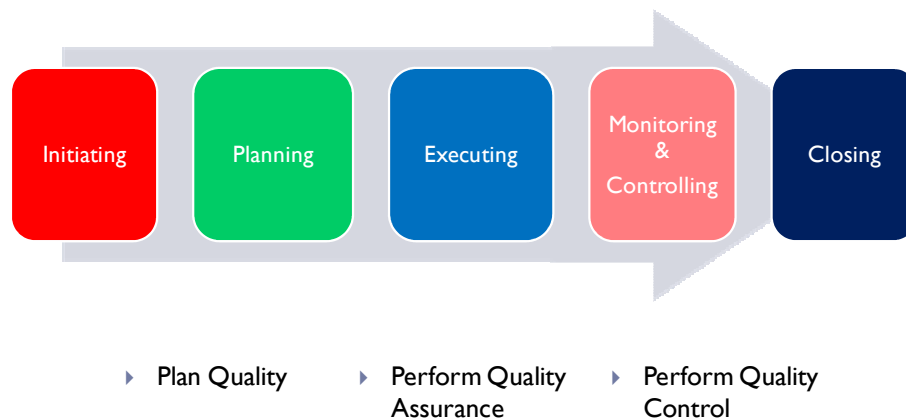 Initiating
Planning
Executing
Monitoring
&
Controlling
Closing
Plan Quality
Perform Quality
Assurance
Perform Quality
Control